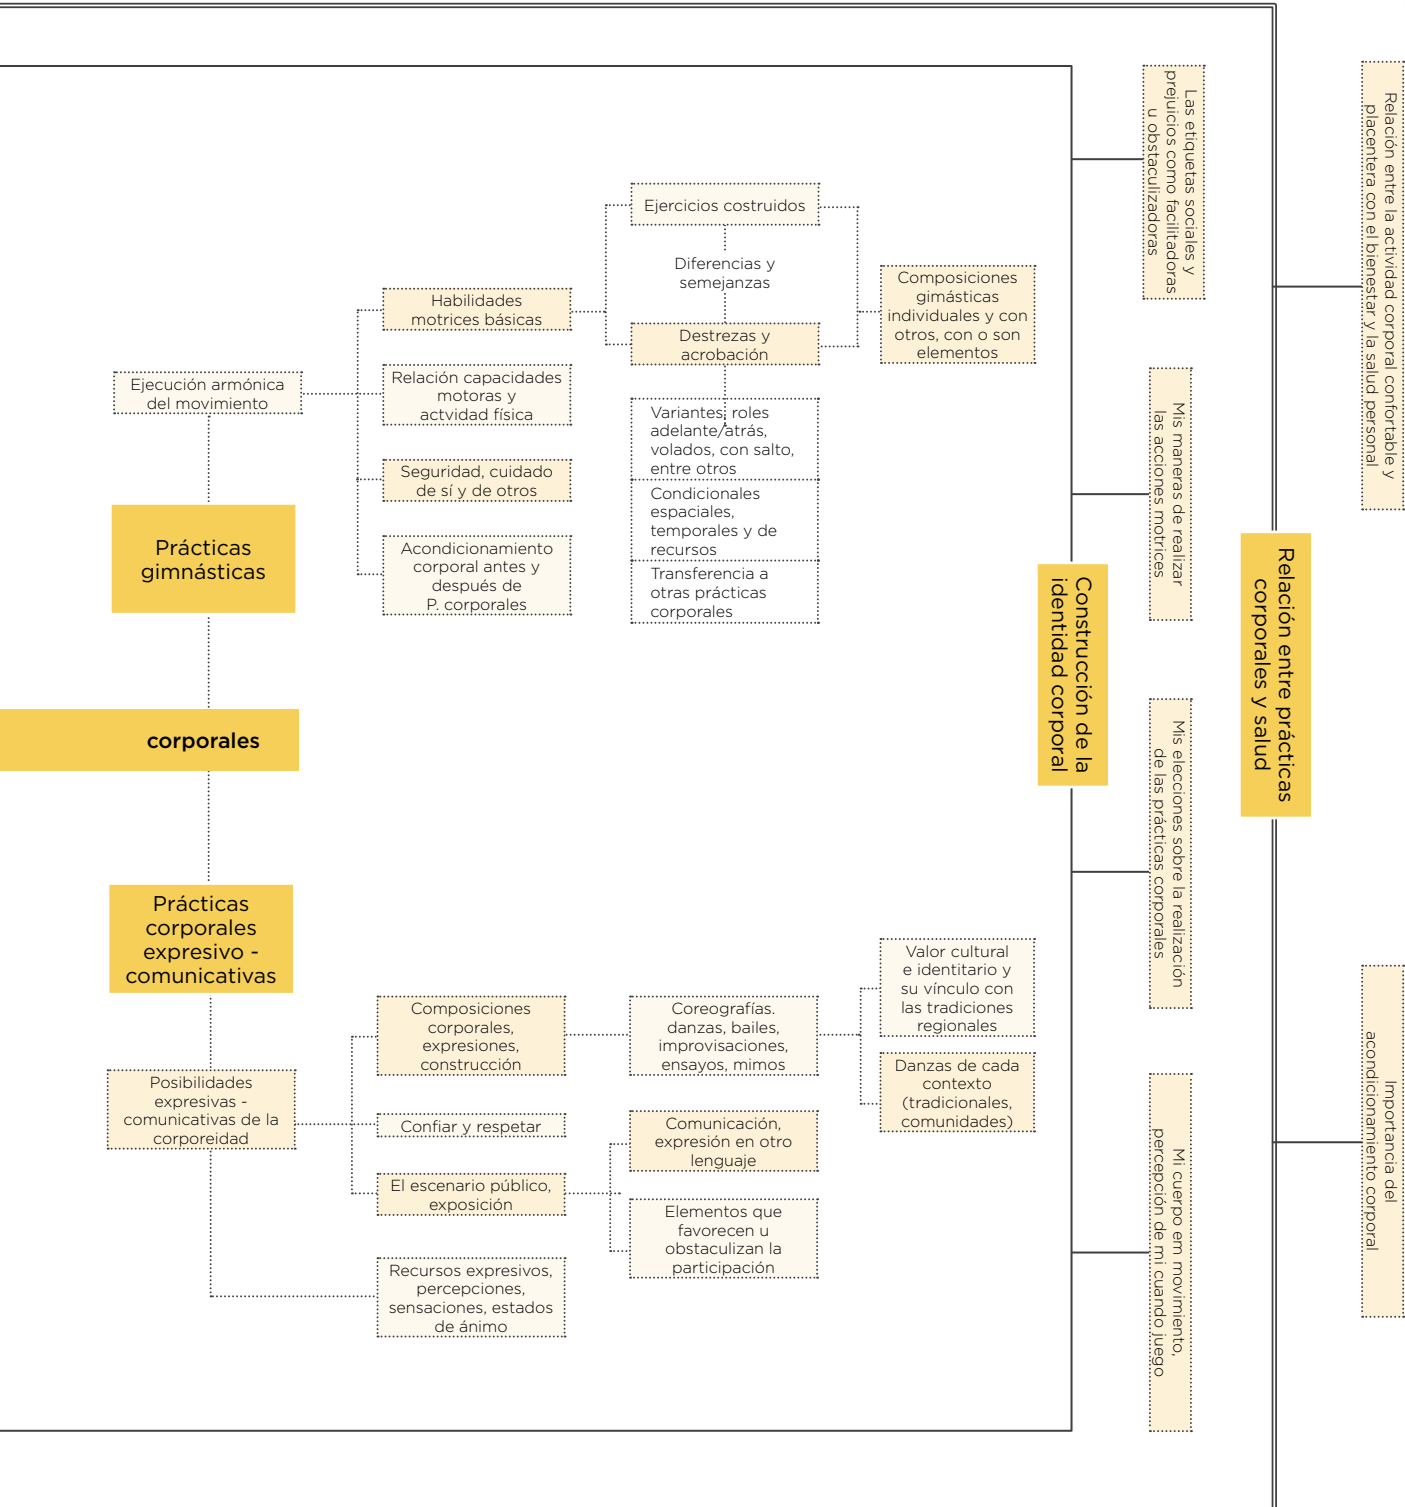 Ejercicios costruidos
Diferencias y
semejanzas
Habilidades
motrices básicas
Destrezas y
acrobación
Composiciones
gimásticas
individuales y con
otros, con o son
elementos
Ejecución armónica
del movimiento
Relación capacidades
motoras y
actvidad física
Variantes, roles
adelante/atrás,
volados, con salto,
entre otros
Seguridad, cuidado
de sí y de otros
Condicionales
espaciales,
temporales y de
recursos
Prácticas
gimnásticas
Acondicionamiento
corporal antes y
después de
P. corporales
Transferencia a
otras prácticas
corporales
corporales
Prácticas
corporales
expresivo -
comunicativas
Posibilidades
expresivas -
comunicativas de la
corporeidad
Composiciones
corporales,
expresiones,
construcción
Coreografías.
danzas, bailes,
improvisaciones,
ensayos, mimos
Valor cultural
e identitario y
su vínculo con
las tradiciones
regionales
Danzas de cada
contexto
(tradicionales,
comunidades)
Confiar y respetar
El escenario público,
exposición
Comunicación,
expresión en otro
lenguaje
Elementos que
favorecen u
obstaculizan la
participación
Recursos expresivos,
percepciones,
sensaciones, estados
de ánimo
Construcción de la
identidad corporal
Las etiquetas sociales y
prejuicios como facilitadoras
u obstaculizadoras
Mis maneras de realizar
las acciones motrices
Mis elecciones sobre la realización
de las prácticas corporales
Mi cuerpo em movimiento,
percepción de mi cuando juego
Relación entre prácticas
corporales y salud
Relación entre la actividad corporal confortable y
placentera con el bienestar y la salud personal
Importancia del
acondicionamiento corporal